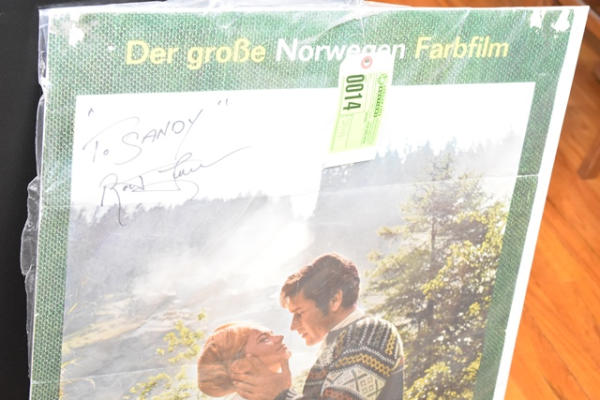 Der große Norwegen Farbfilm
0014
"To SANDY"